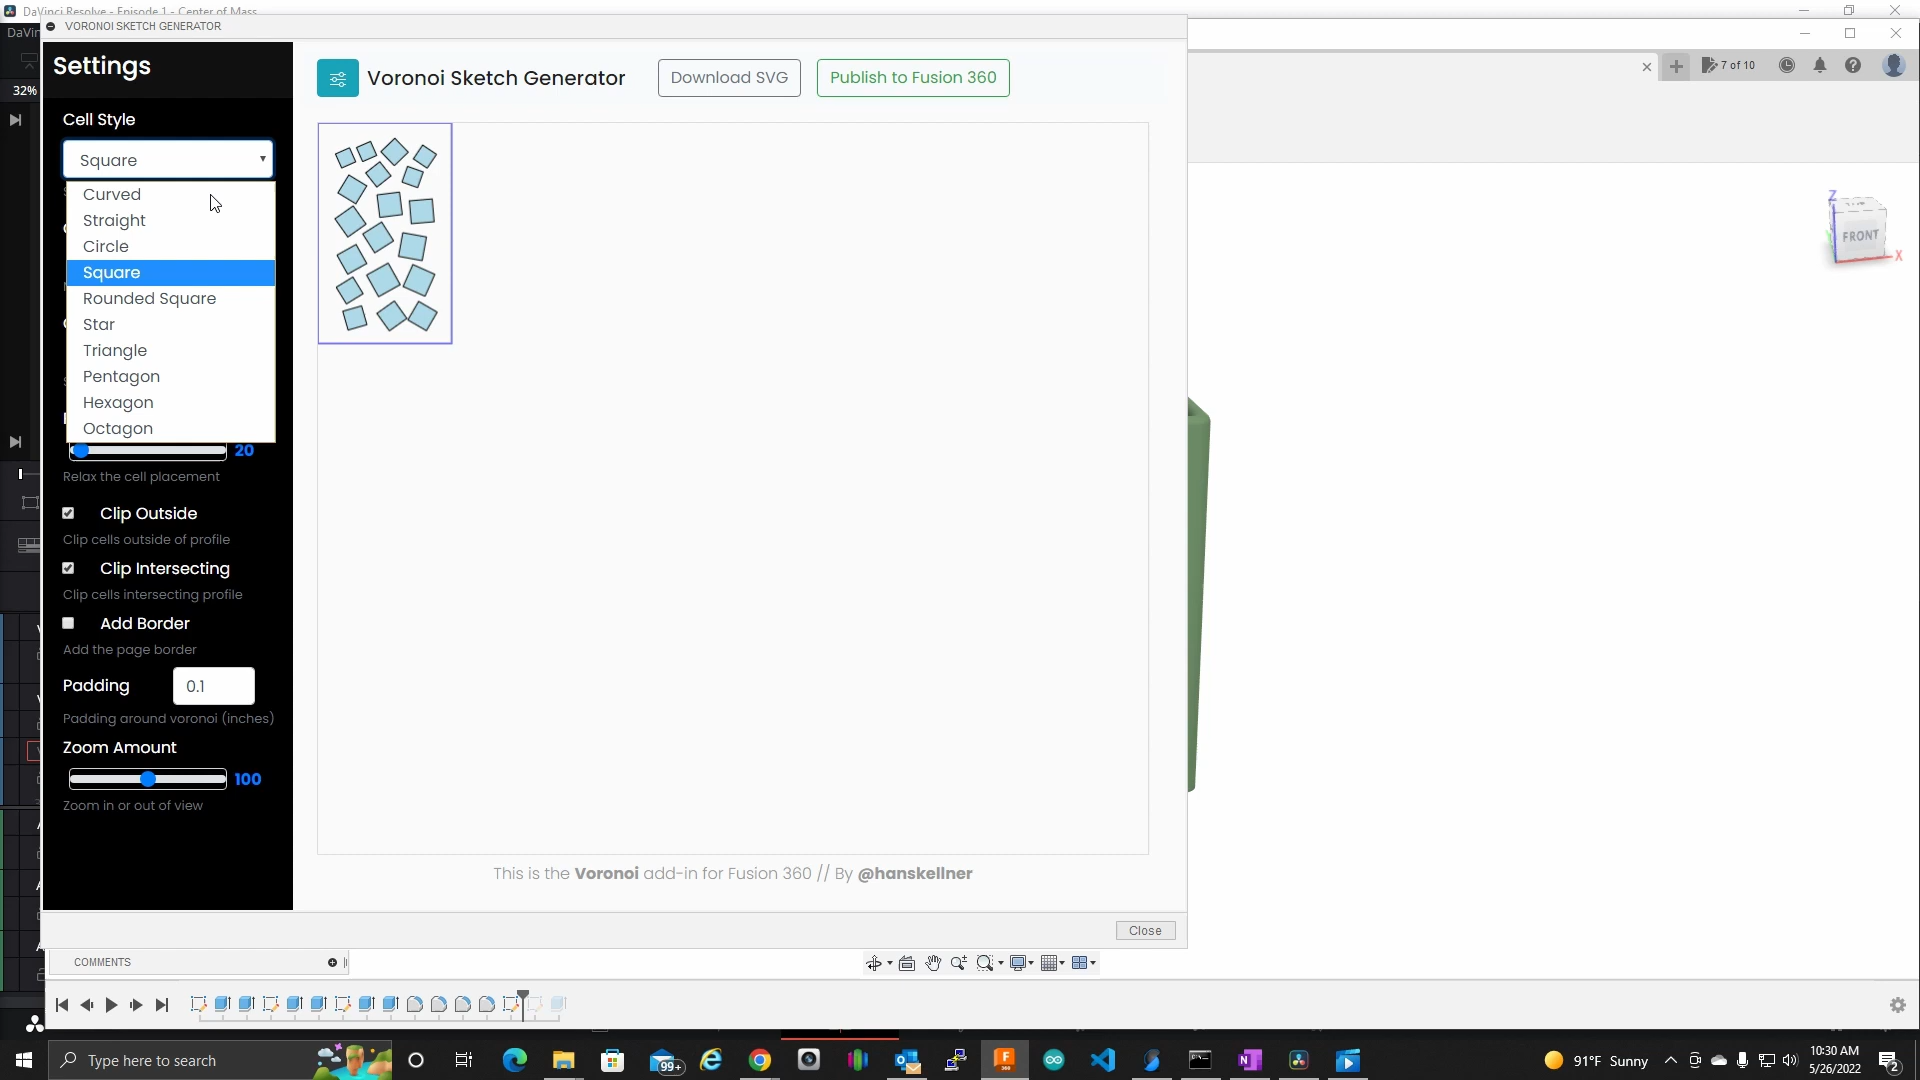 DaVinci Resolve - Episode 1 - Center of Mass
VORONOI SKETCH GENERATOR
Settings
Voronoi Sketch Generator
Download SVG
Publish to Fusion 360
7 of 10
32%
Cell Style
Square
Curved
Straight
Circle
Square
Rounded Square
Star
Triangle
Pentagon
Hexagon
Octagon
20
Relax the cell placement
Clip Outside
Clip cells outside of profile
Clip Intersecting
Clip cells intersecting profile
Add Border
Add the page border
Padding
0.1
Padding around voronoi (inches)
Zoom Amount
100
Zoom in or out of view
Z
FRONT
X
This is the Voronoi add-in for Fusion 360 // By @hanskellner
Close
COMMENTS
Type here to search
99+
91°F Sunny
10:30 AM
5/26/2022
2